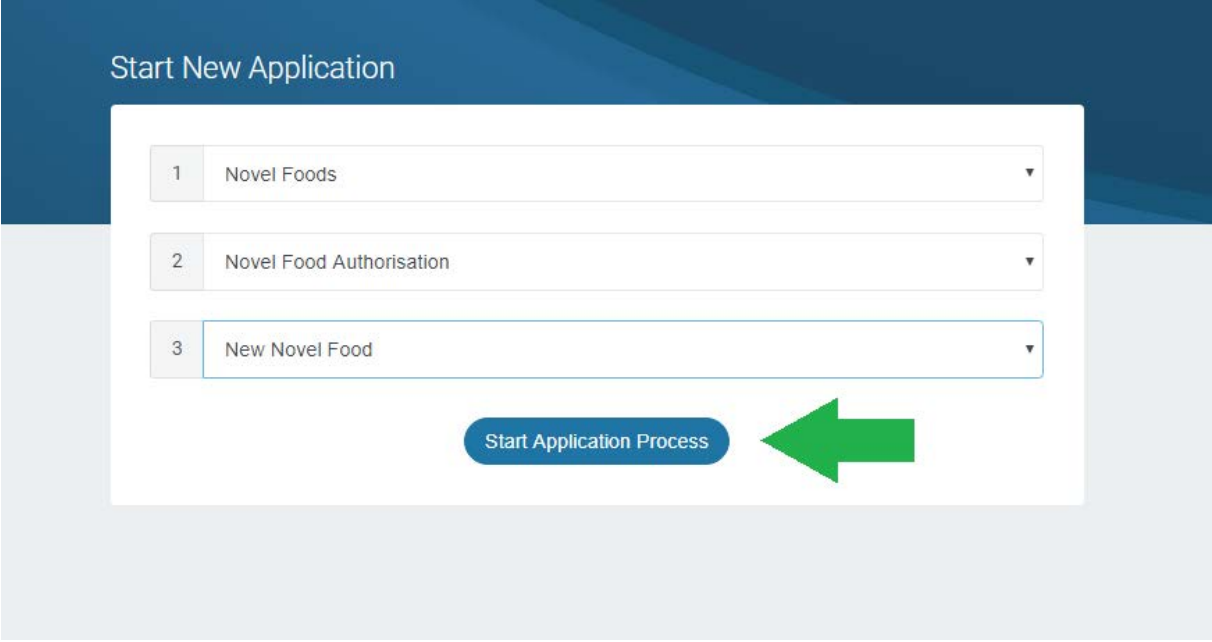 Start New Application
1 Novel Foods
2 Novel Food Authorisation
3 New Novel Food
Start Application Process